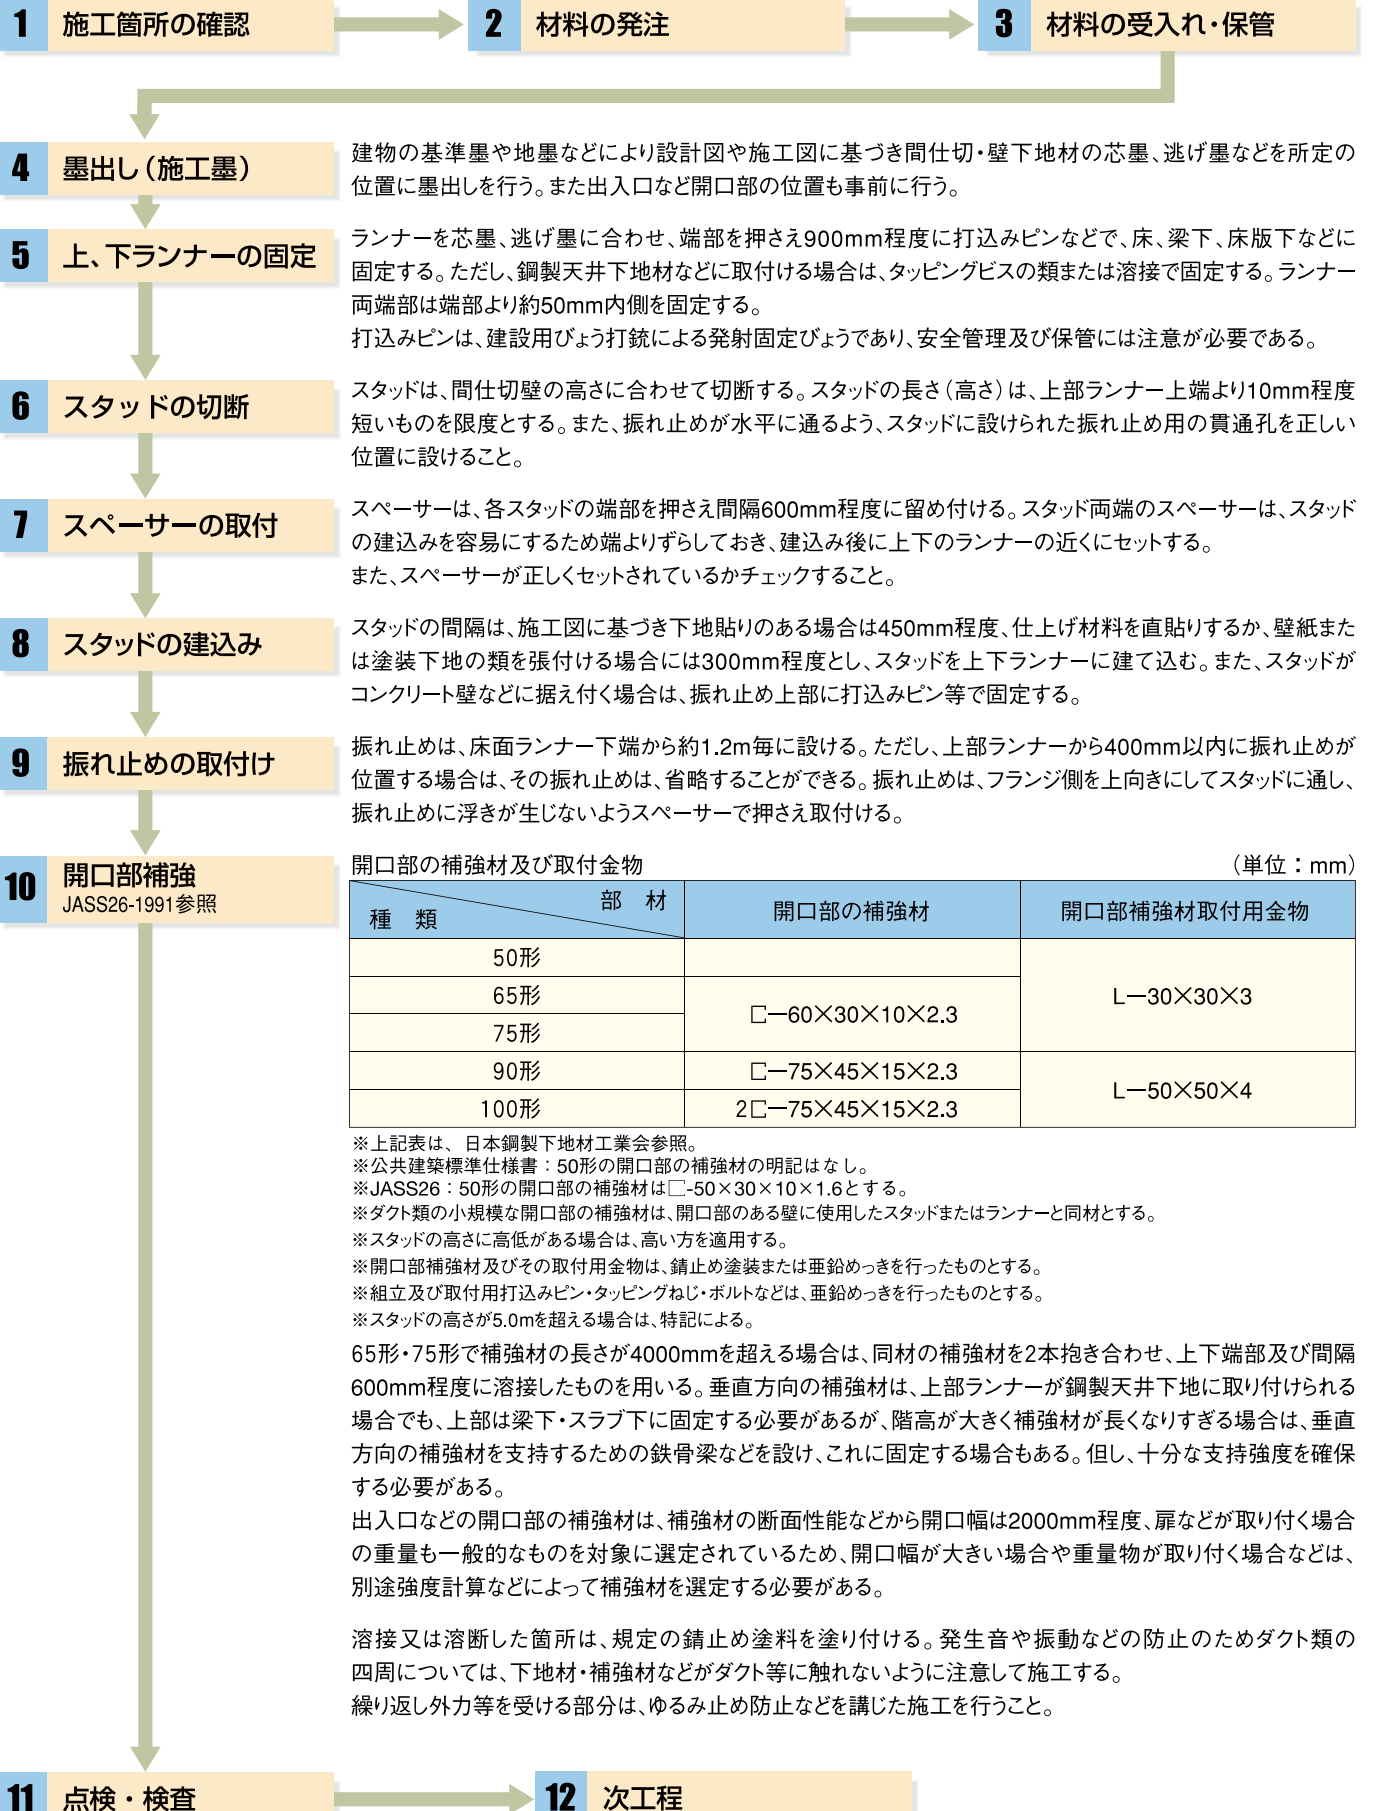 1 施工箇所の確認
2 材料の発注
3 材料の受入れ・保管
4 墨出し（施工墨）
建物の基準墨や地墨などにより設計図や施工図に基づき間仕切・壁下地材の芯墨、逃げ墨などを所定の
位置に墨出しを行う。また出入口など開口部の位置も事前に行う。
5 上、下ランナーの固定
ランナーを芯墨、逃げ墨に合わせ、端部を押さえ900mm程度に打込みピンなどで、床、梁下、床版下などに
固定する。ただし、鋼製天井下地材などに取付ける場合は、タッピングビスの類または溶接で固定する。ランナー
両端部は端部より約50mm内側を固定する。
打込みピンは、建設用びょう打銃による発射固定びょうであり、安全管理及び保管には注意が必要である。
6 スタッドの切断
スタッドは、間仕切壁の高さに合わせて切断する。スタッドの長さ（高さ）は、上部ランナー上端より10mm程度
短いものを限度とする。また、振れ止めが水平に通るよう、スタッドに設けられた振れ止め用の貫通孔を正しい
位置に設けること。
7 スペーサーの取付
スペーサーは、各スタッドの端部を押さえ間隔600mm程度に留め付ける。スタッド両端のスペーサーは、スタッド
の建込みを容易にするため端よりずらしておき、建込み後に上下のランナーの近くにセットする。
また、スペーサーが正しくセットされているかチェックすること。
8 スタッドの建込み
スタッドの間隔は、施工図に基づき下地貼りのある場合は450mm程度、仕上げ材料を直貼りするか、壁紙また
は塗装下地の類を張付ける場合には300mm程度とし、スタッドを上下ランナーに建て込む。また、スタッドが
コンクリート壁などに据え付く場合は、振れ止め上部に打込みピン等で固定する。
9 振れ止めの取付け
振れ止めは、床面ランナー下端から約1.2m毎に設ける。ただし、上部ランナーから400mm以内に振れ止めが
位置する場合は、その振れ止めは、省略することができる。振れ止めは、フランジ側を上向きにしてスタッドに通し、
振れ止めに浮きが生じないようスペーサーで押さえ取付ける。
10 開口部補強
JASS26-1991参照
開口部の補強材及び取付金物 （単位：mm）
部 材
種 類
開口部の補強材
開口部補強材取付用金物
50形
65形
75形
□ー60×30×10×2.3
L－30×30×3
90形
□ー75×45×15×2.3
100形
2□ー75×45×15×2.3
L－50×50×4
※上記表は、日本鋼製下地材工業会参照。
※公共建築標準仕様書：50形の開口部の補強材の明記はなし。
※JASS26：50形の開口部の補強材は□-50×30×10×1.6とする。
※ダクト類の小規模な開口部の補強材は、開口部のある壁に使用したスタッドまたはランナーと同材とする。
※スタッドの高さに高低がある場合は、高い方を適用する。
※開口部補強材及びその取付用金物は、錆止め塗装または亜鉛めっきを行ったものとする。
※組立及び取付用打込みピン・タッピングねじ・ボルトなどは、亜鉛めっきを行ったものとする。
※スタッドの高さが5.0mを超える場合は、特記による。
65形・75形で補強材の長さが4000mmを超える場合は、同材の補強材を2本抱き合わせ、上下端部及び間隔
600mm程度に溶接したものを用いる。垂直方向の補強材は、上部ランナーが鋼製天井下地に取り付けられる
場合でも、上部は梁下・スラブ下に固定する必要があるが、階高が大きく補強材が長くなりすぎる場合は、垂直
方向の補強材を支持するための鉄骨梁などを設け、これに固定する場合もある。但し、十分な支持強度を確保
する必要がある。
出入口などの開口部の補強材は、補強材の断面性能などから開口幅は2000mm程度、扉などが取り付く場合
の重量も一般的なものを対象に選定されているため、開口幅が大きい場合や重量物が取り付く場合などは、
別途強度計算などによって補強材を選定する必要がある。
溶接又は溶断した箇所は、規定の錆止め塗料を塗り付ける。発生音や振動などの防止のためダクト類の
四周については、下地材・補強材などがダクト等に触れないように注意して施工する。
繰り返し外力等を受ける部分は、ゆるみ止め防止などを講じた施工を行うこと。
11 点検・検査
12 次工程